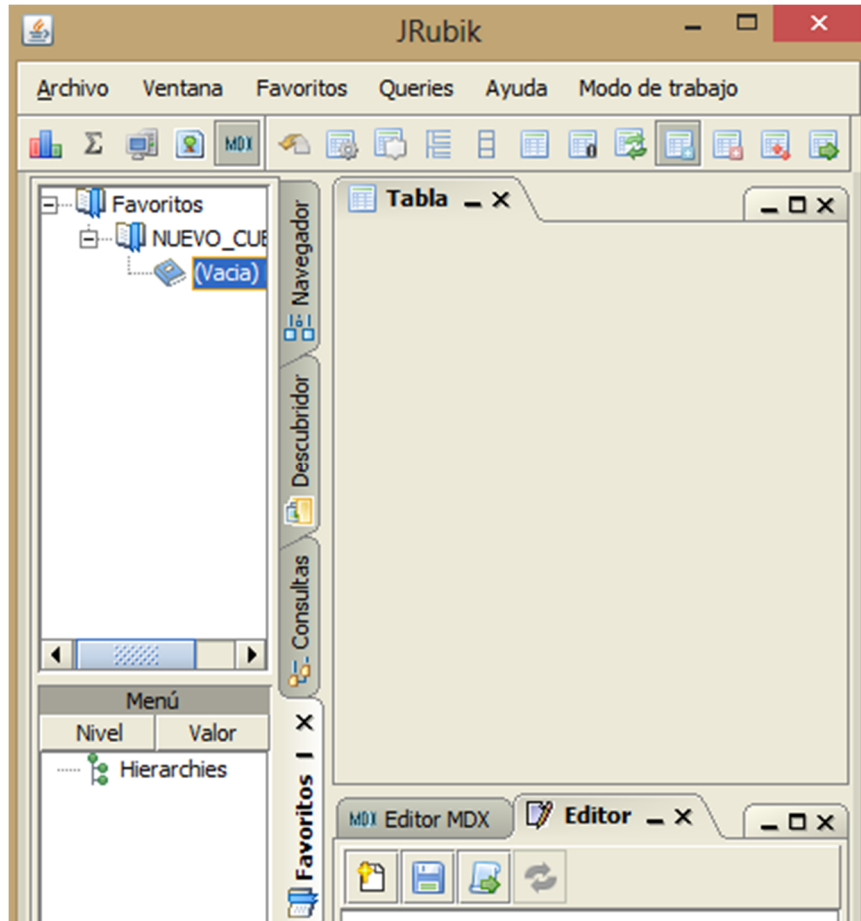 JRubik
Archivo Ventana Favoritos Queries Ayuda Modo de trabajo
MDX
Favoritos
NUEVO_CUE
(Vacia)
Navegador
Descubridor
Consultas
Favoritos
Tabla
Menú
Nivel Valor
Hierarchies
MDX Editor MDX
Editor